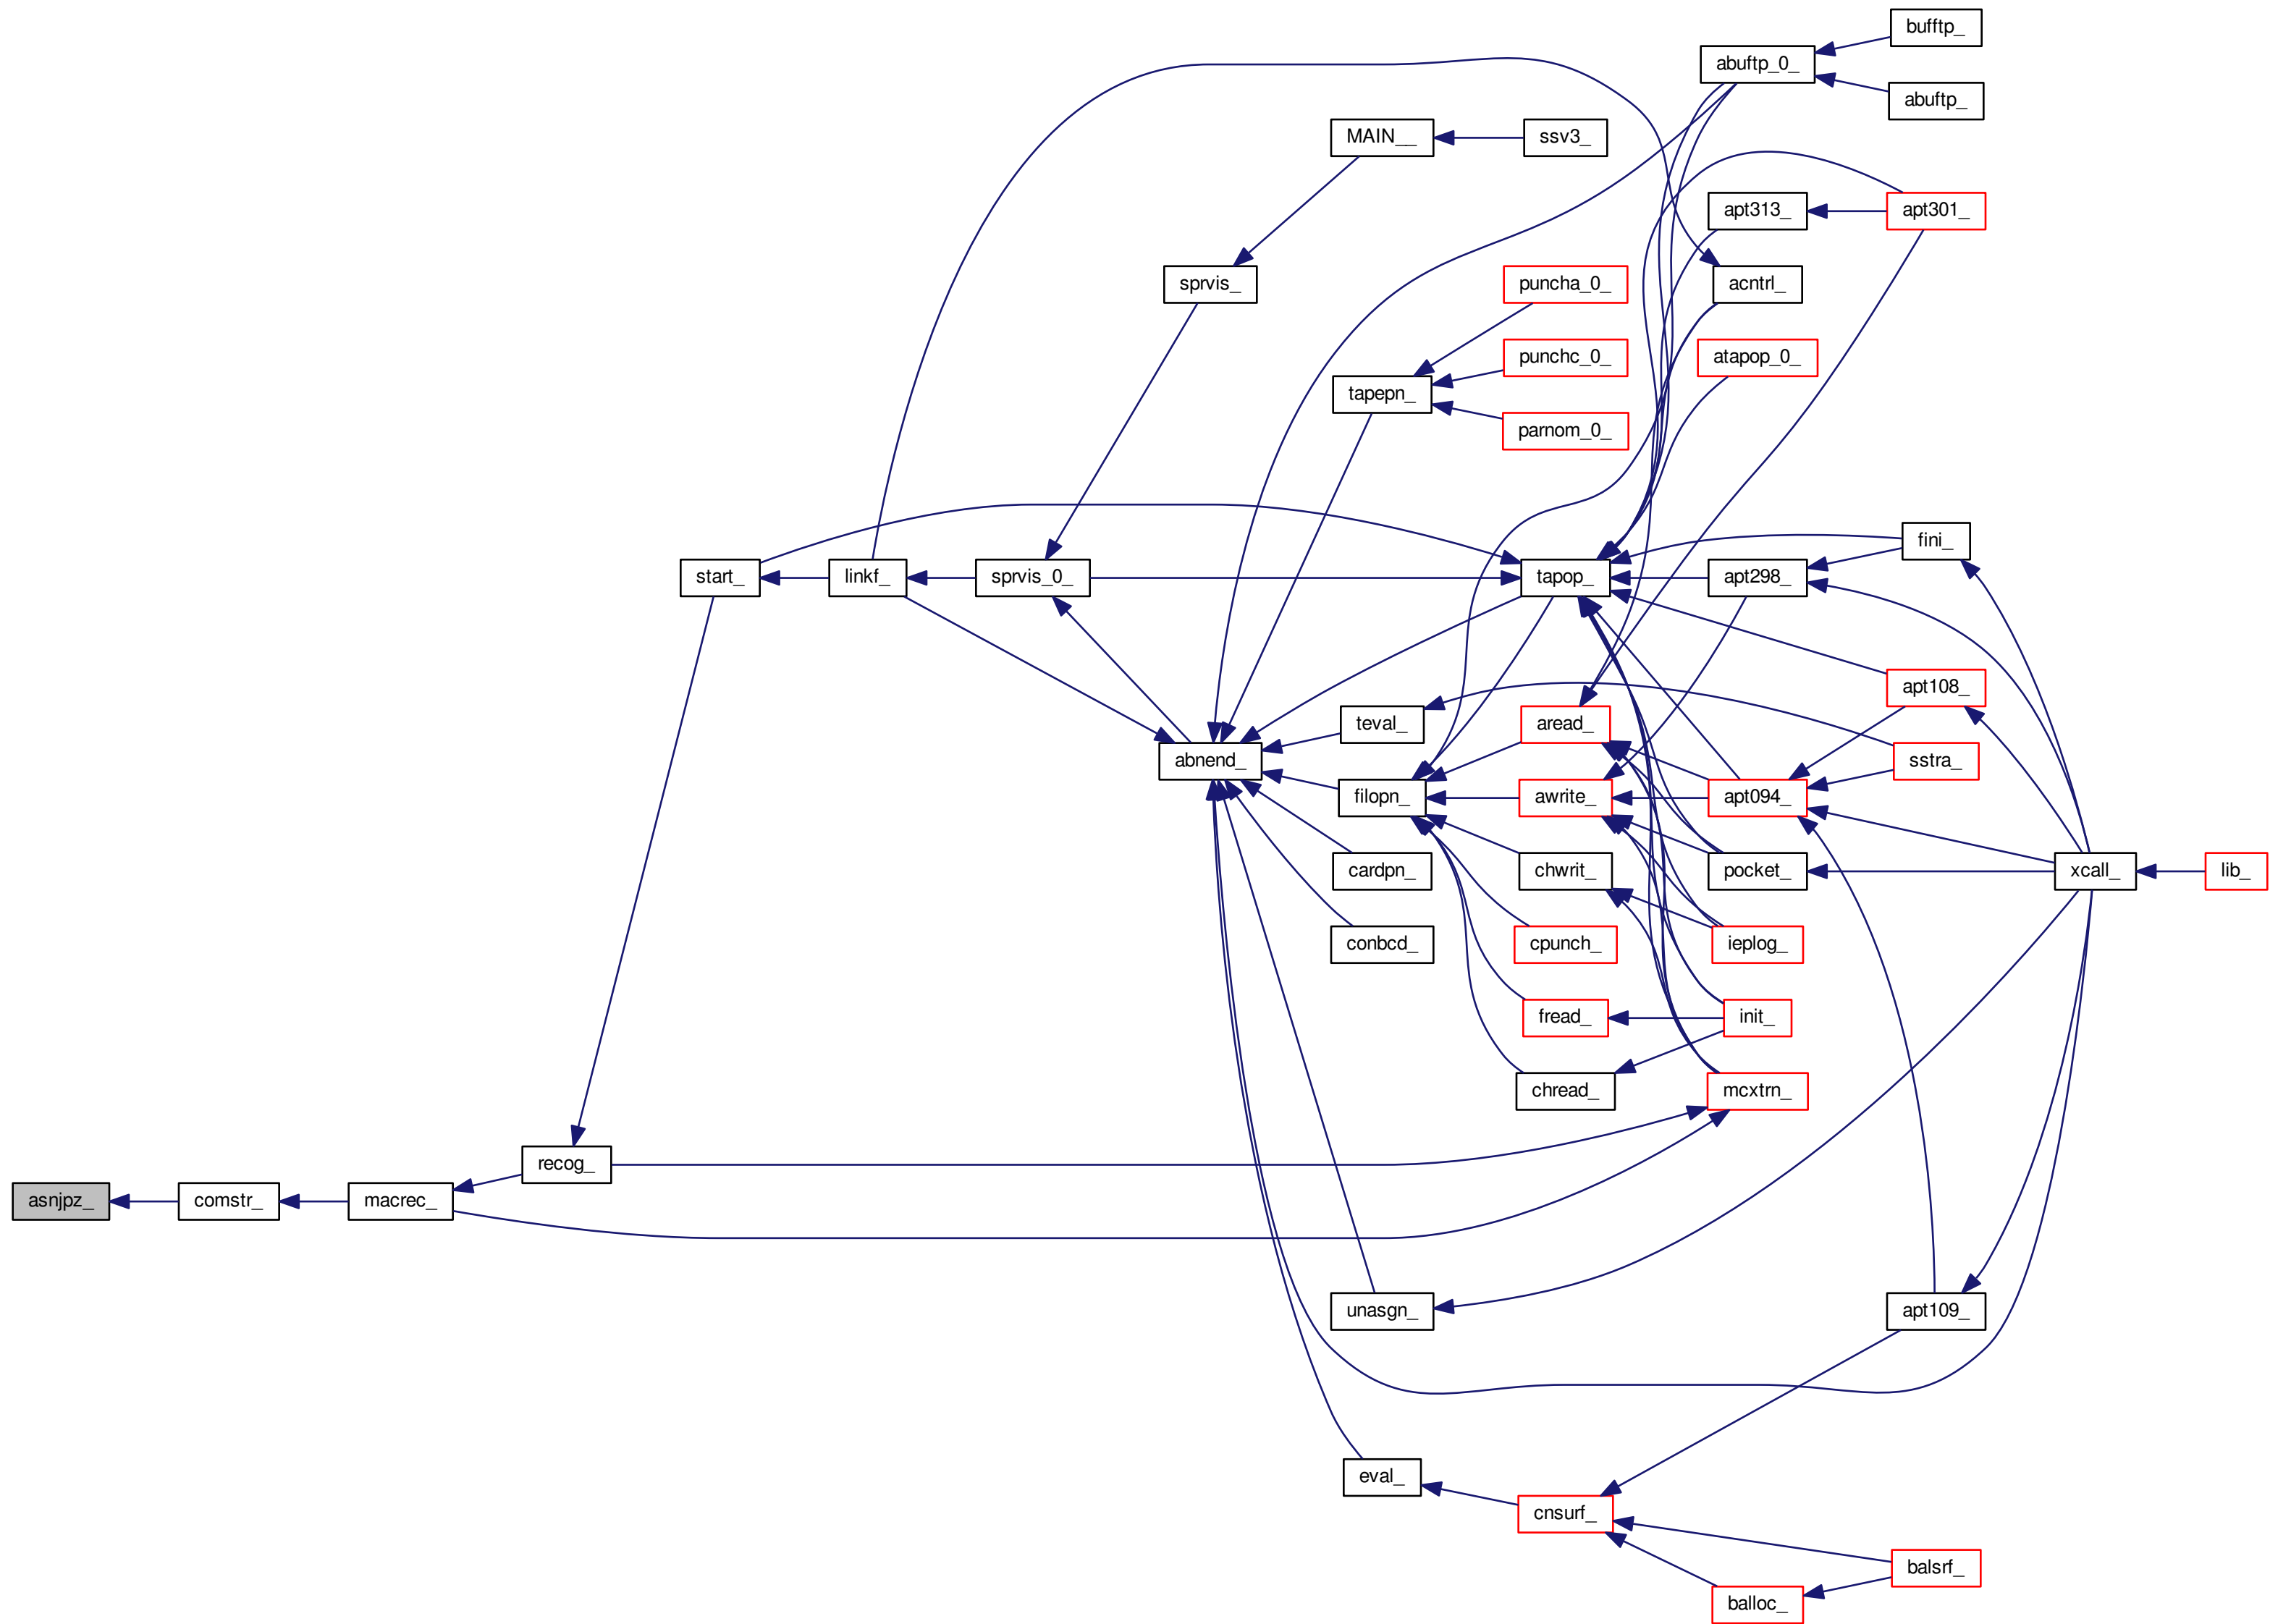 bufftp_
abuftp_0_
abuftp_
MAIN__
ssv3_
apt313_
apt301_
sprvis_
puncha_0_
acntrl_
punchc_0_
atapop_0_
tapepn_
parnom_0_
fini_
start_
linkf_
sprvis_0_
tapop_
apt298_
apt108_
teval_
aread_
abnend_
sstra_
filopn_
awrite_
apt094_
cardpn_
chwrit_
pocket_
xcall_
lib_
conbcd_
cpunch_
ieplog_
fread_
init_
chread_
mcxtrn_
recog_
asnjpz_
comstr_
macrec_
unasgn_
apt109_
eval_
cnsurf_
balsrf_
balloc_